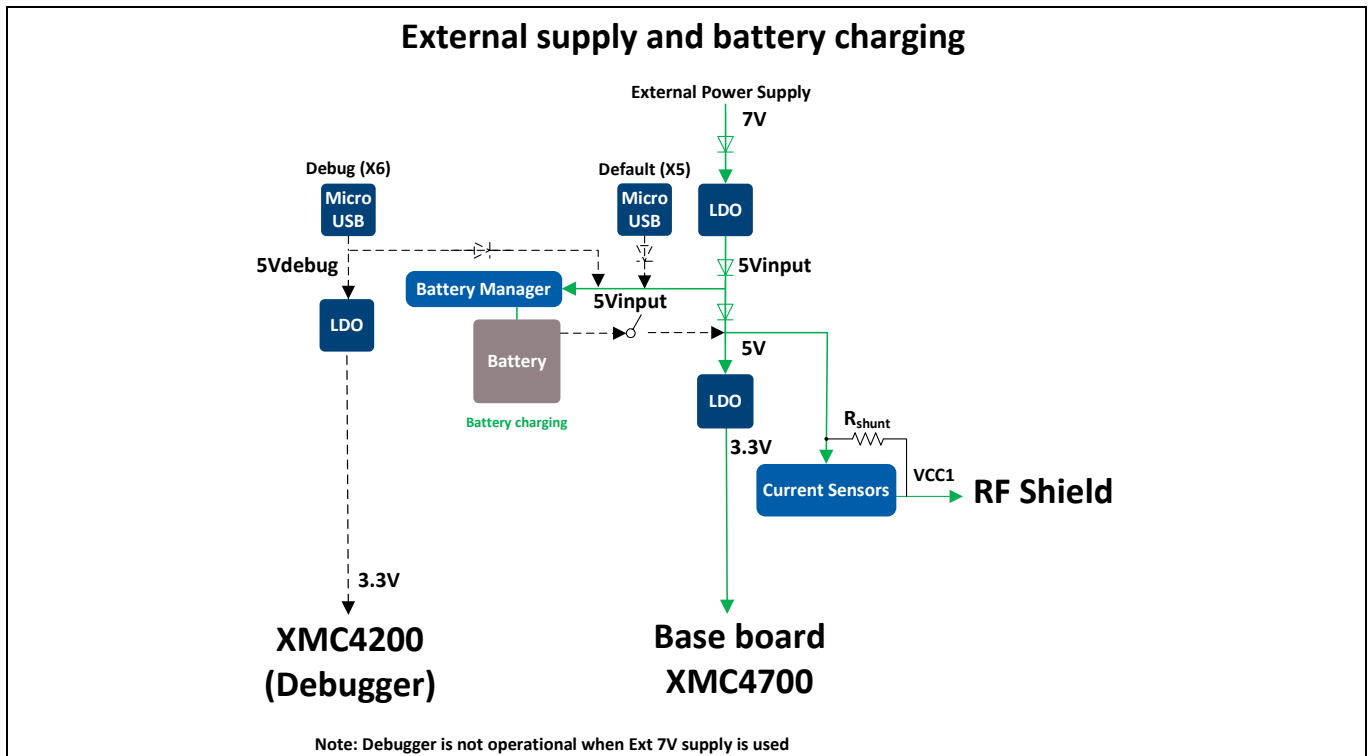 External supply and battery charging
External Power Supply
7V
Debug (X6)
Default (X5)
Micro
USB
Micro
USB
LDO
5Vdebug
5Vinput
Battery Manager
5Vinput
LDO
Battery
5V
LDO
Battery charging
Rshunt
3.3V
VCC1
Current Sensors
RF Shield
3.3V
XMC4200
(Debugger)
Base board
XMC4700
Note: Debugger is not operational when Ext 7V supply is used